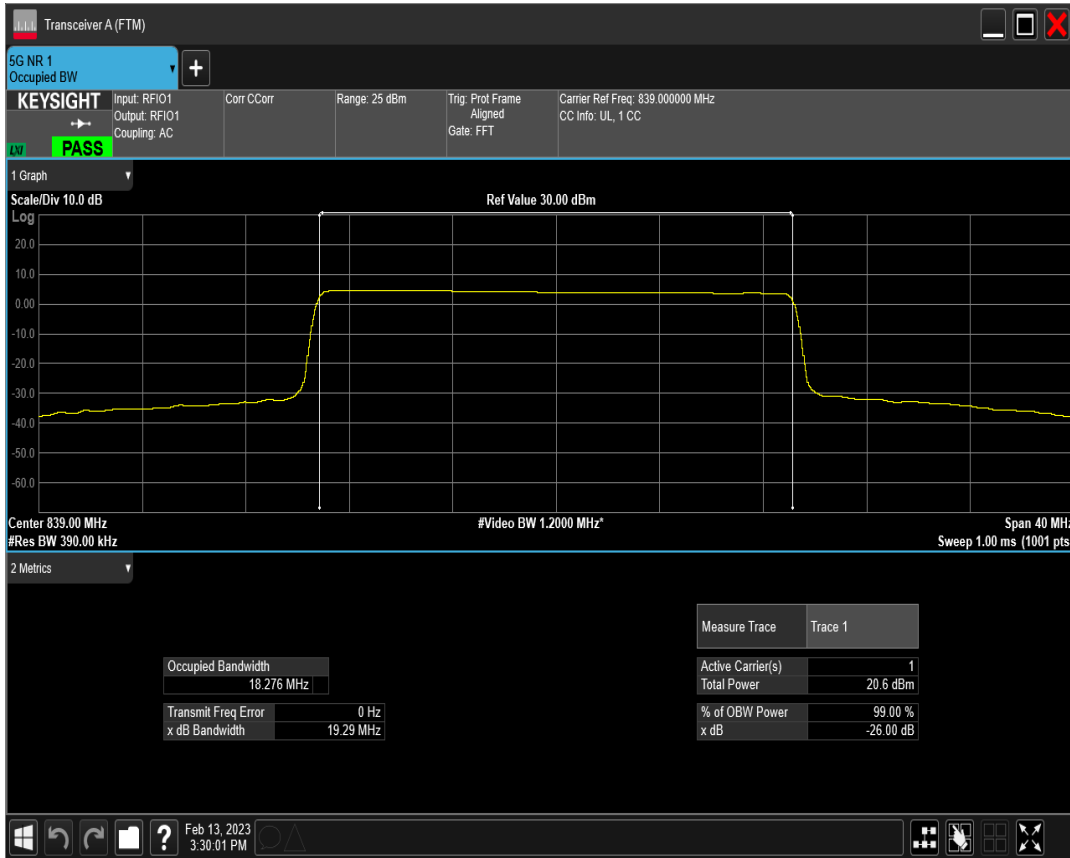 Transceiver A (FTM)
5G NR 1
Occupied BW
+
KEYSIGHT
LXI
PASS
Input: RFIO1
Output: RFIO1
Coupling: AC
Corr CCorr
Range: 25 dBm
Trig: Prot Frame
Aligned
Gate: FFT
Carrier Ref Freq: 839.000000 MHz
CC Info: UL, 1 CC
1 Graph
Scale/Div 10.0 dB
Ref Value 30.00 dBm
Log
20.0
10.0
0.00
-10.0
-20.0
-30.0
-40.0
-50.0
-60.0
Center 839.00 MHz
#Video BW 1.2000 MHz*
Span 40 MHz
#Res BW 390.00 kHz
Sweep 1.00 ms (1001 pts
2 Metrics
Measure Trace Trace 1
Occupied Bandwidth
18.276 MHz
Active Carrier(s) 1
Total Power 20.6 dBm
Transmit Freq Error 0 Hz
x dB Bandwidth 19.29 MHz
% of OBW Power 99.00 %
x dB -26.00 dB
?
Feb 13, 2023
3:30:01 PM